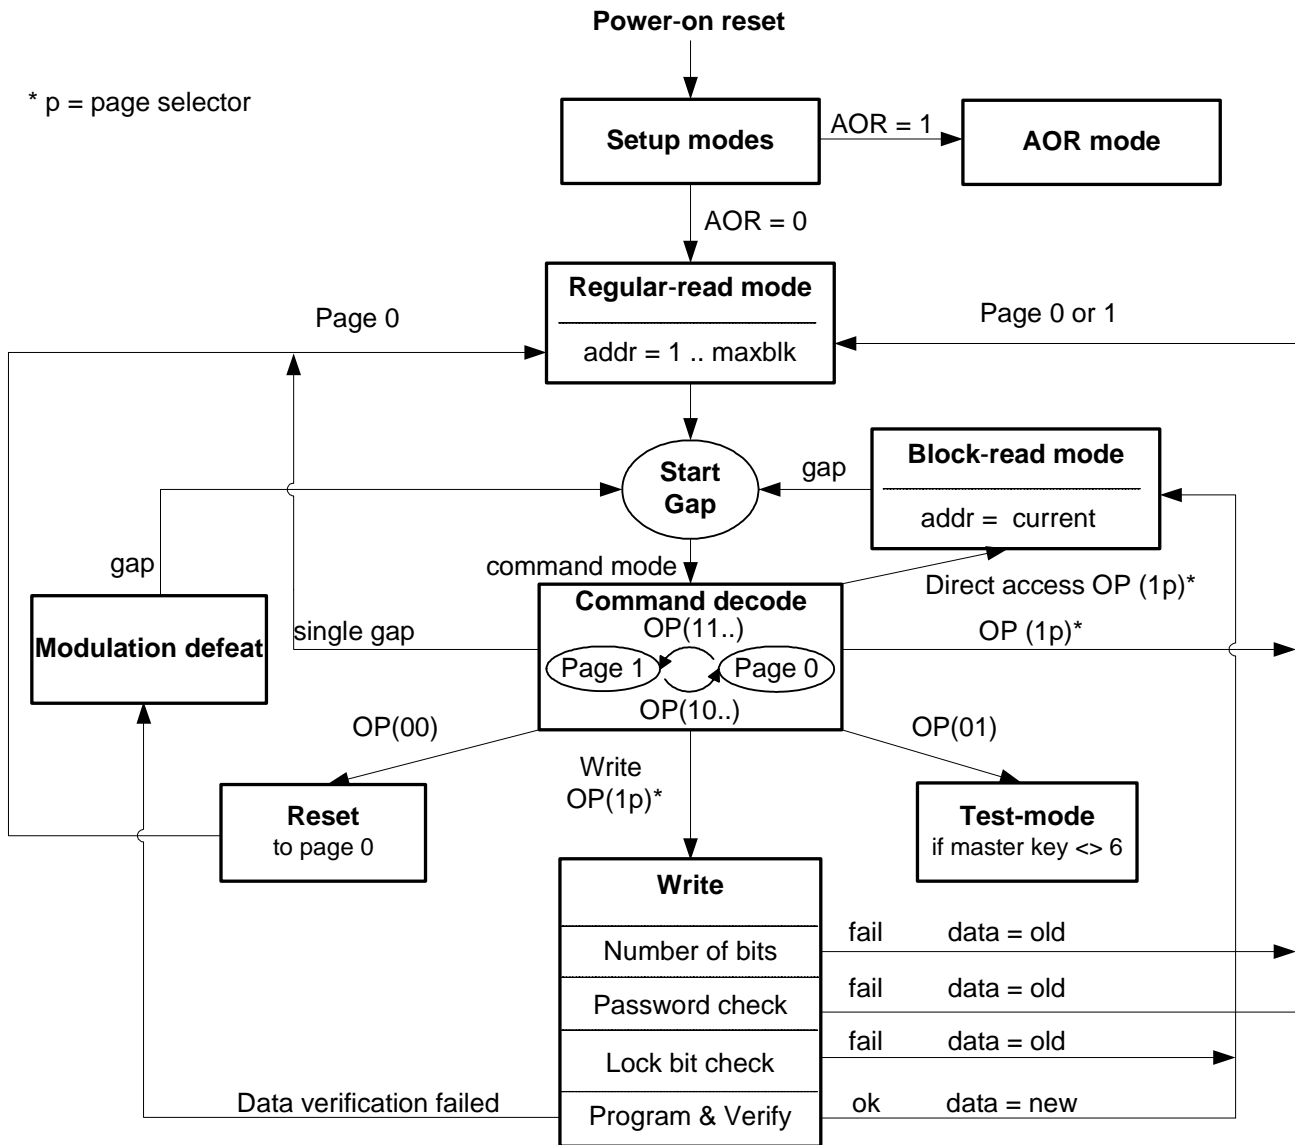 Power-on reset
* p = page selector
Setup modes
AOR = 1
AOR mode
AOR = 0
Regular-read mode
addr = 1 .. maxblk
Page 0
Page 0 or 1
Start
Gap
gap
Block-read mode
addr = current
gap
command mode
Direct access OP (1p)*
Modulation defeat
single gap
Command decode
OP(11..)
Page 1
Page 0
OP(10..)
OP (1p)*
OP(00)
Write
OP(1p)*
OP(01)
Reset
to page 0
Test-mode
if master key <> 6
Write
Number of bits
fail data = old
Password check
fail data = old
Lock bit check
fail data = old
Data verification failed
Program & Verify
ok data = new